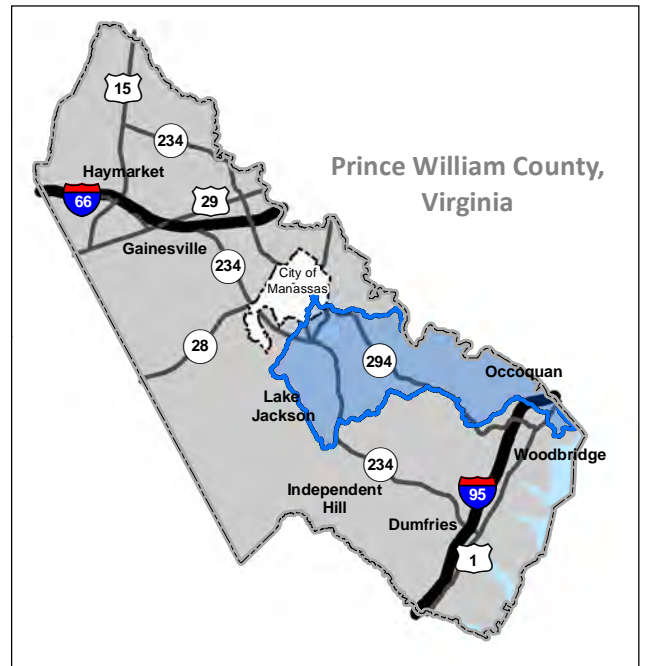 15
234
Haymarket
Prince William County,
Virginia
66
29
Gainesville
234
City of
Manassas
28
294
Occoquan
Lake
Jackson
Woodbridge
234
Independent
Hill
95
Dumfries
1